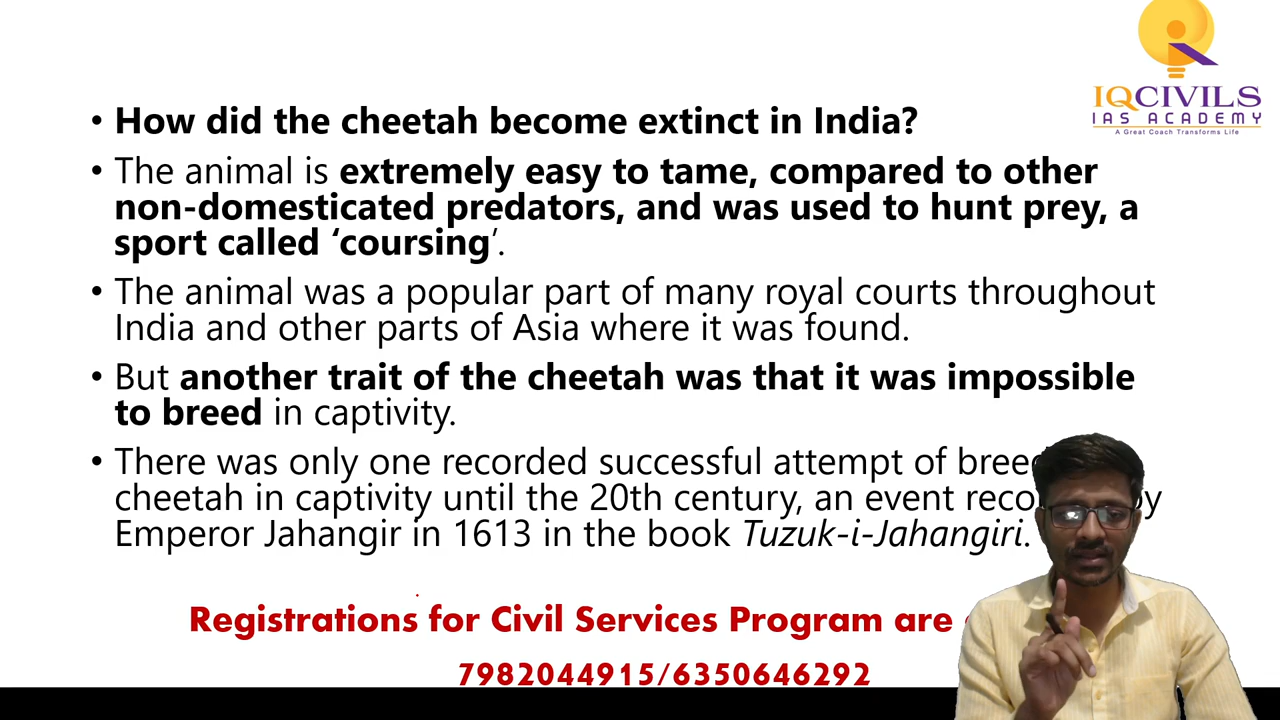 IQCIVILS
IAS ACADEMY
A Great Coach Transforms Life
• How did the cheetah become extinct in India?
• The animal is extremely easy to tame, compared to other
non-domesticated predators, and was used to hunt prey, a
sport called ‘coursing’.
• The animal was a popular part of many royal courts throughout
India and other parts of Asia where it was found.
• But another trait of the cheetah was that it was impossible
to breed in captivity.
• There was only one recorded successful attempt of
cheetah in captivity until the 20th century, an event
Emperor Jahangir in 1613 in the book Tuzuk-i-Jahangiri.
Registrations for Civil Services Program are
7982044915/6350646292